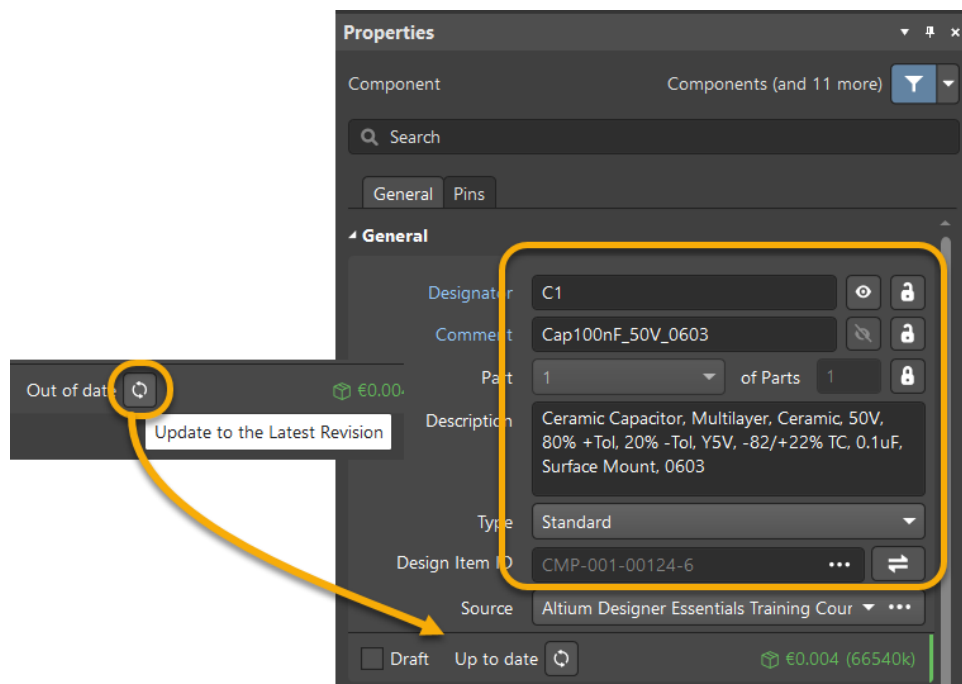 Properties
Component Components (and 11 more)
Search
General Pins
General
Designator C1
Comment Cap100nF_50V_0603
Part 1 of Parts 1
Out of date €0.004
Update to the Latest Revision
Description Ceramic Capacitor, Multilayer, Ceramic, 50V,
80% +Tol, 20% -Tol, Y5V, -82/+22% TC, 0.1uF,
Surface Mount, 0603
Type Standard
Design Item ID CMP-001-00124-6
Source Altium Designer Essentials Training Cour
Draft Up to date €0.004 (66540k)